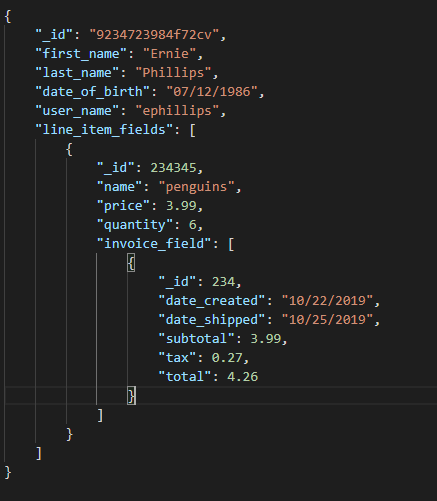 {
    "_id": "9234723984f72cv",
    "first_name": "Ernie",
    "last_name": "Phillips",
    "date_of_birth": "07/12/1986",
    "user_name": "ephillips",
    "line_item_fields": [
        {
            "_id": 234345,
            "name": "penguins",
            "price": 3.99,
            "quantity": 6,
            "invoice_field": [
                {
                    "_id": 234,
                    "date_created": "10/22/2019",
                    "date_shipped": "10/25/2019",
                    "subtotal": 3.99,
                    "tax": 0.27,
                    "total": 4.26
                }
            ]
        }
    ]
}